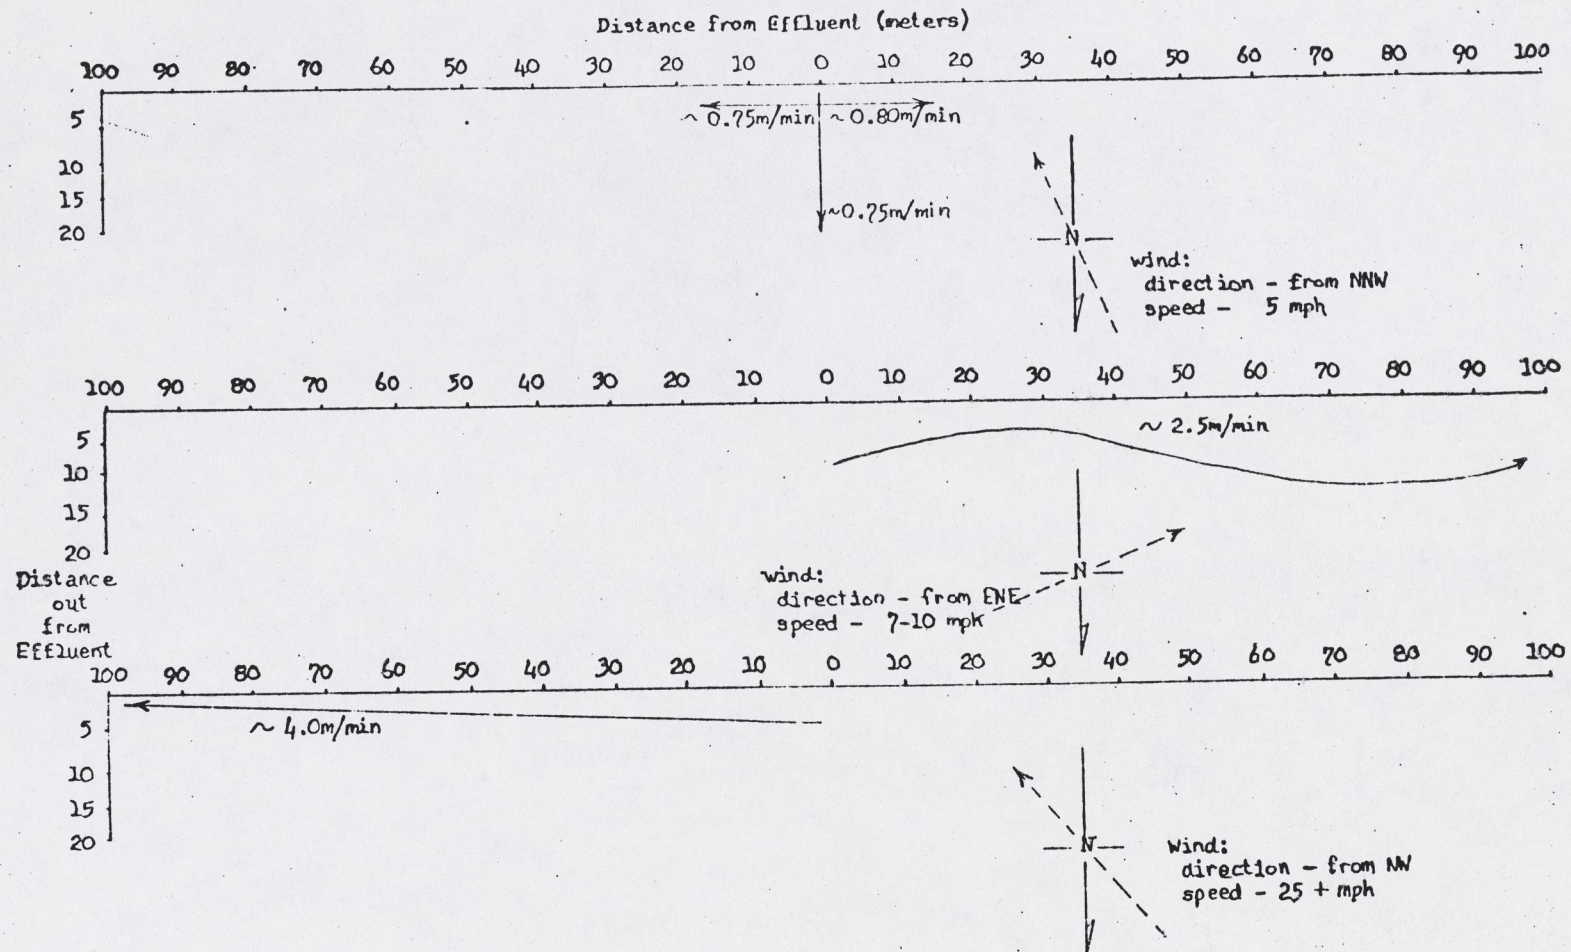 Distance from Effluent (meters)
100 90 80 70 60 50 40 30 20 10 0 10 20 30 40 50 60 70 80 90 100
5
~ 0.75m/min ~ 0.80m/min
10
15
20
~0.75m/min
N
wind:
direction - from NNW
speed - 5 mph
100 90 80 70 60 50 40 30 20 10 0 10 20 30 40 50 60 70 80 90 100
~ 2.5m/min
5
10
15
20
N
wind:
direction - from ENE
speed - 7-10 mph
Distance
out
from
Effluent
100 90 80 70 60 50 40 30 20 10 0 10 20 30 40 50 60 70 80 90 100
5
~ 4.0m/min
10
15
20
N
Wind:
direction - from NW
speed - 25 + mph